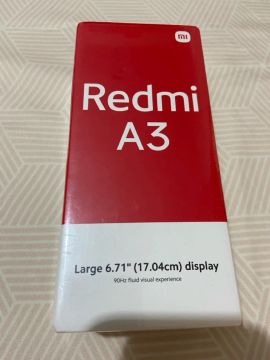 mi
Redmi
A3
Large 6.71" (17.04cm) display
90Hz fluid visual experience